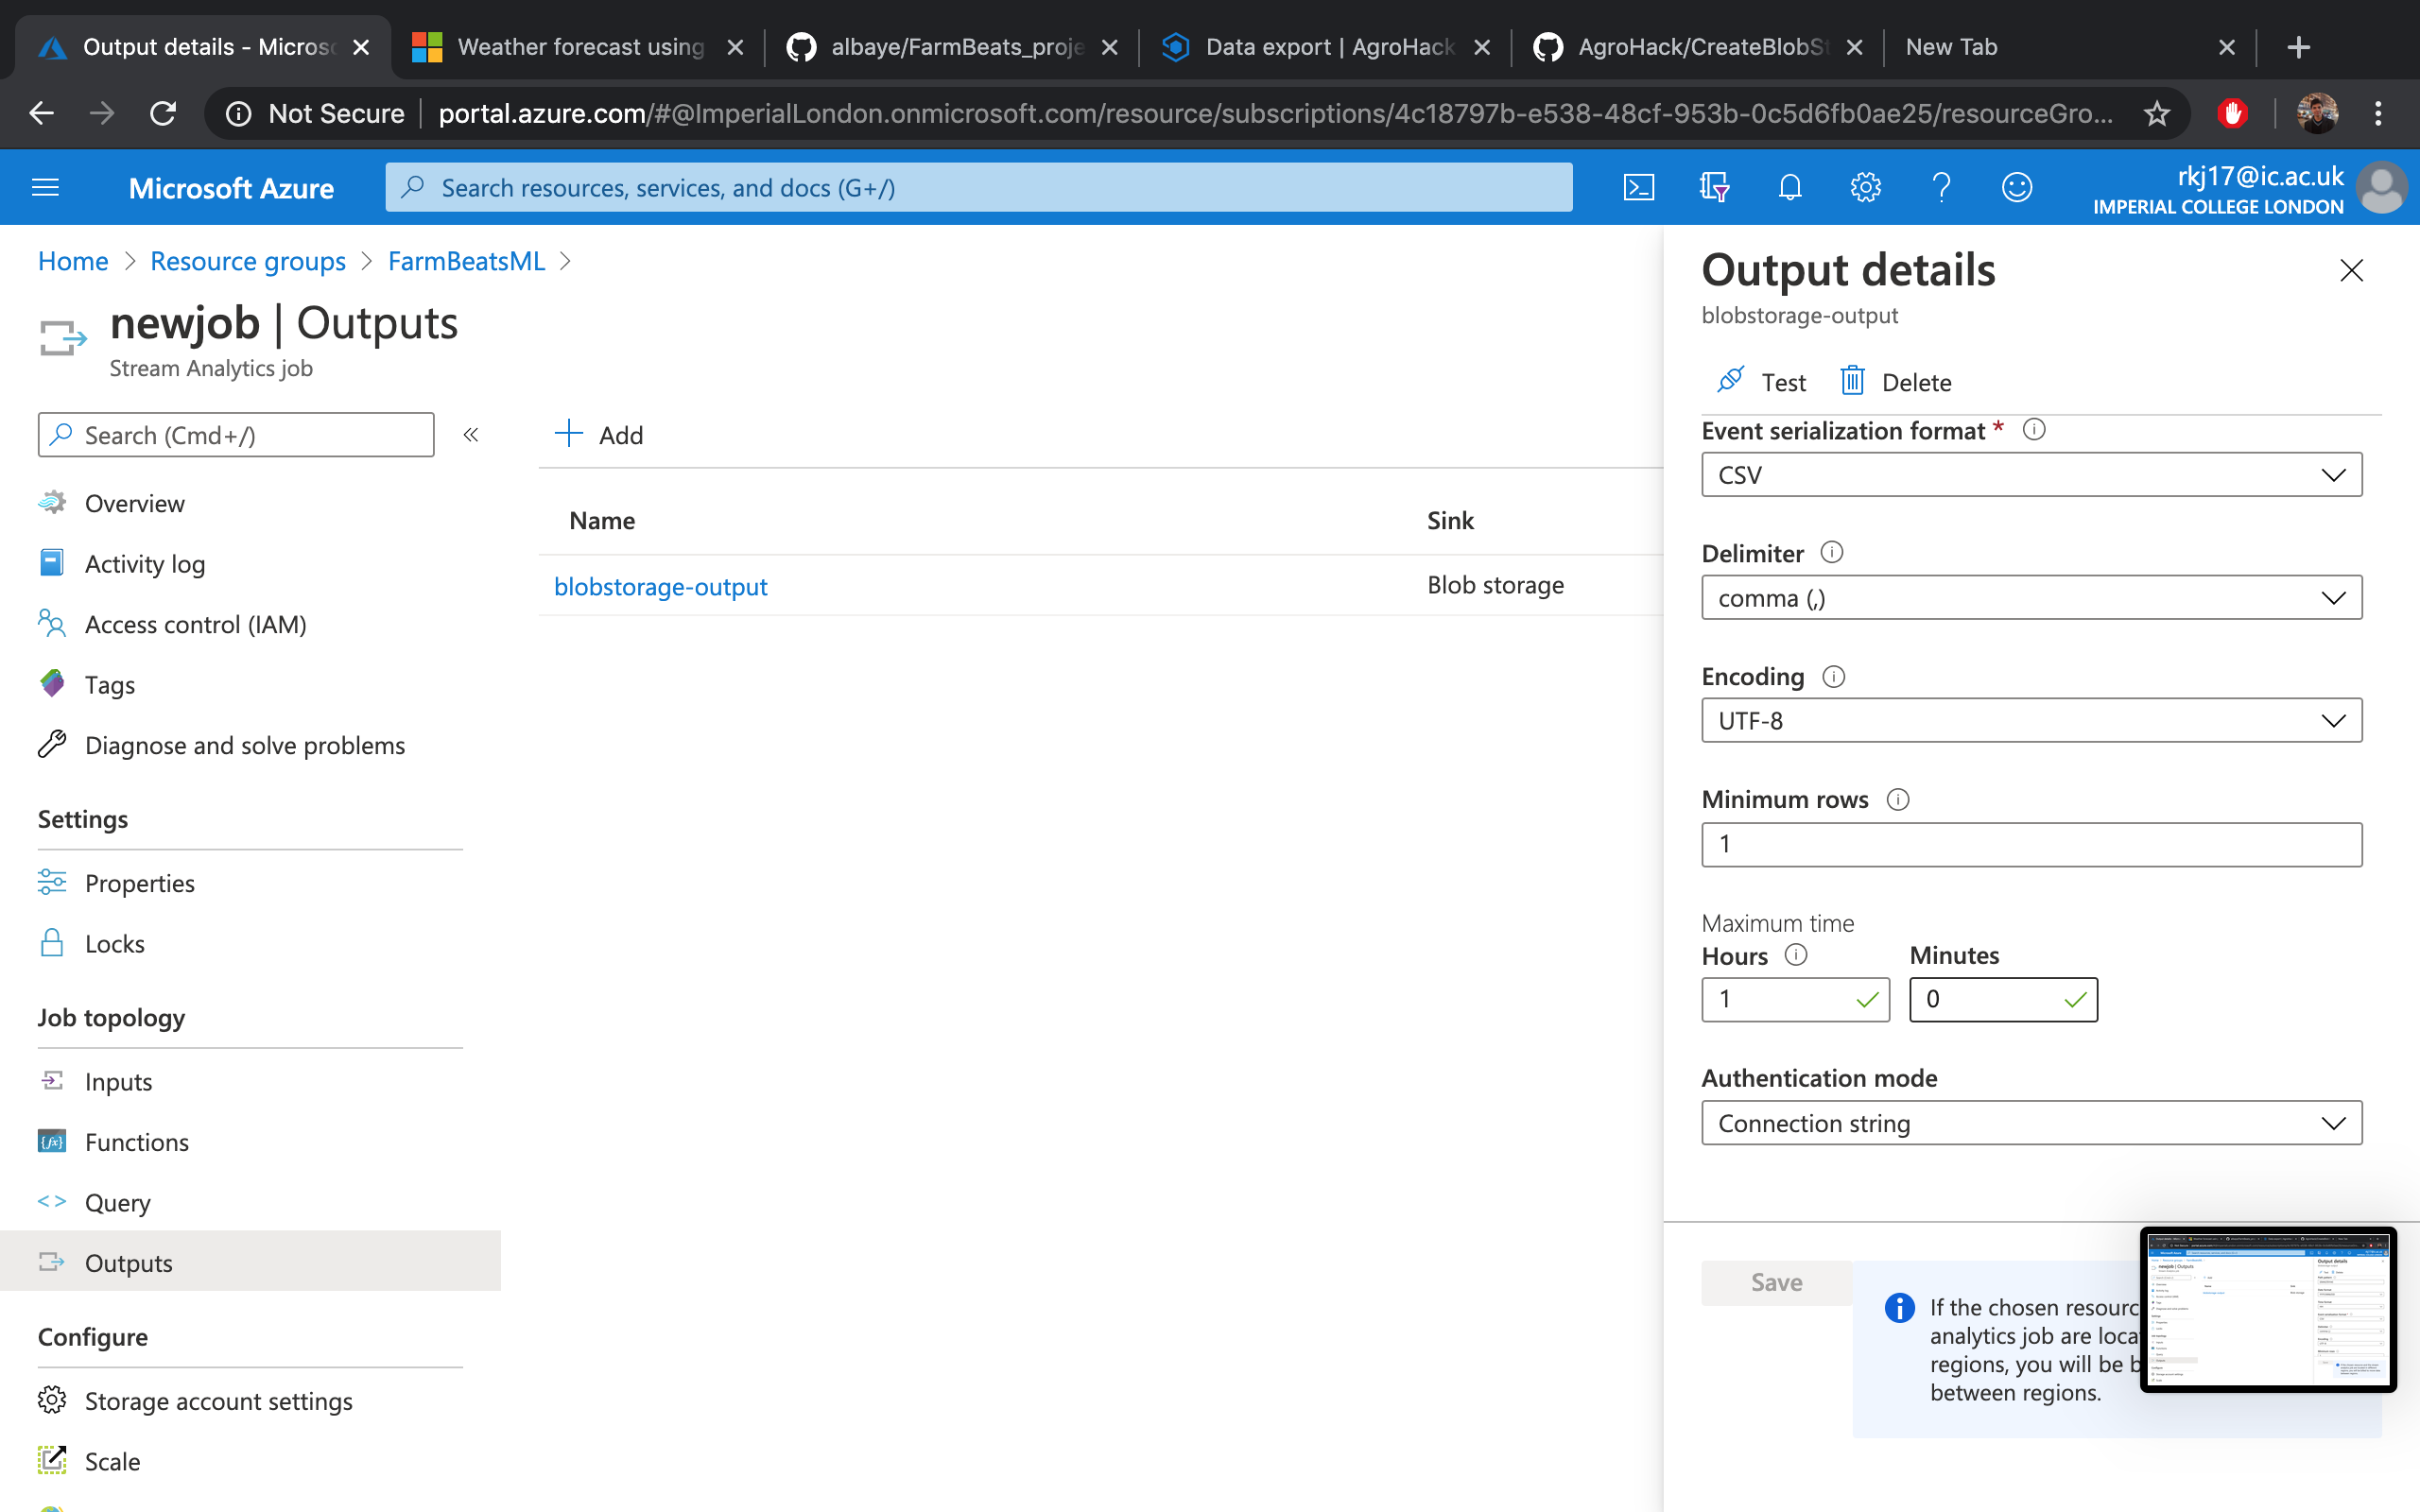 Output details - Micros
Weather forecast using
albaye/FarmBeats_proje
Data export | AgroHack
AgroHack/CreateBlobSt
New Tab
Not Secure
portal.azure.com/#@ImperialLondon.onmicrosoft.com/resource/subscriptions/4c18797b-e538-48cf-953b-0c5d6fb0ae25/resourceGro...
Microsoft Azure
Search resources, services, and docs (G+/)
rkj17@ic.ac.uk
IMPERIAL COLLEGE LONDON
Home > Resource groups > FarmBeatsML >
newjob | Outputs
Stream Analytics job
Search (Cmd+/)
«
Overview
Activity log
Access control (IAM)
Tags
Diagnose and solve problems
Settings
Properties
Locks
Job topology
Inputs
Functions
Query
Outputs
Configure
Storage account settings
Scale
Add
Name Sink
blobstorage-output Blob storage
Output details
blobstorage-output
Test Delete
Event serialization format *
CSV
Delimiter
comma (,)
Encoding
UTF-8
Minimum rows
1
Maximum time
Hours Minutes
1 0
Authentication mode
Connection string
Save
If the chosen resourc
analytics job are loca
regions, you will be b
between regions.